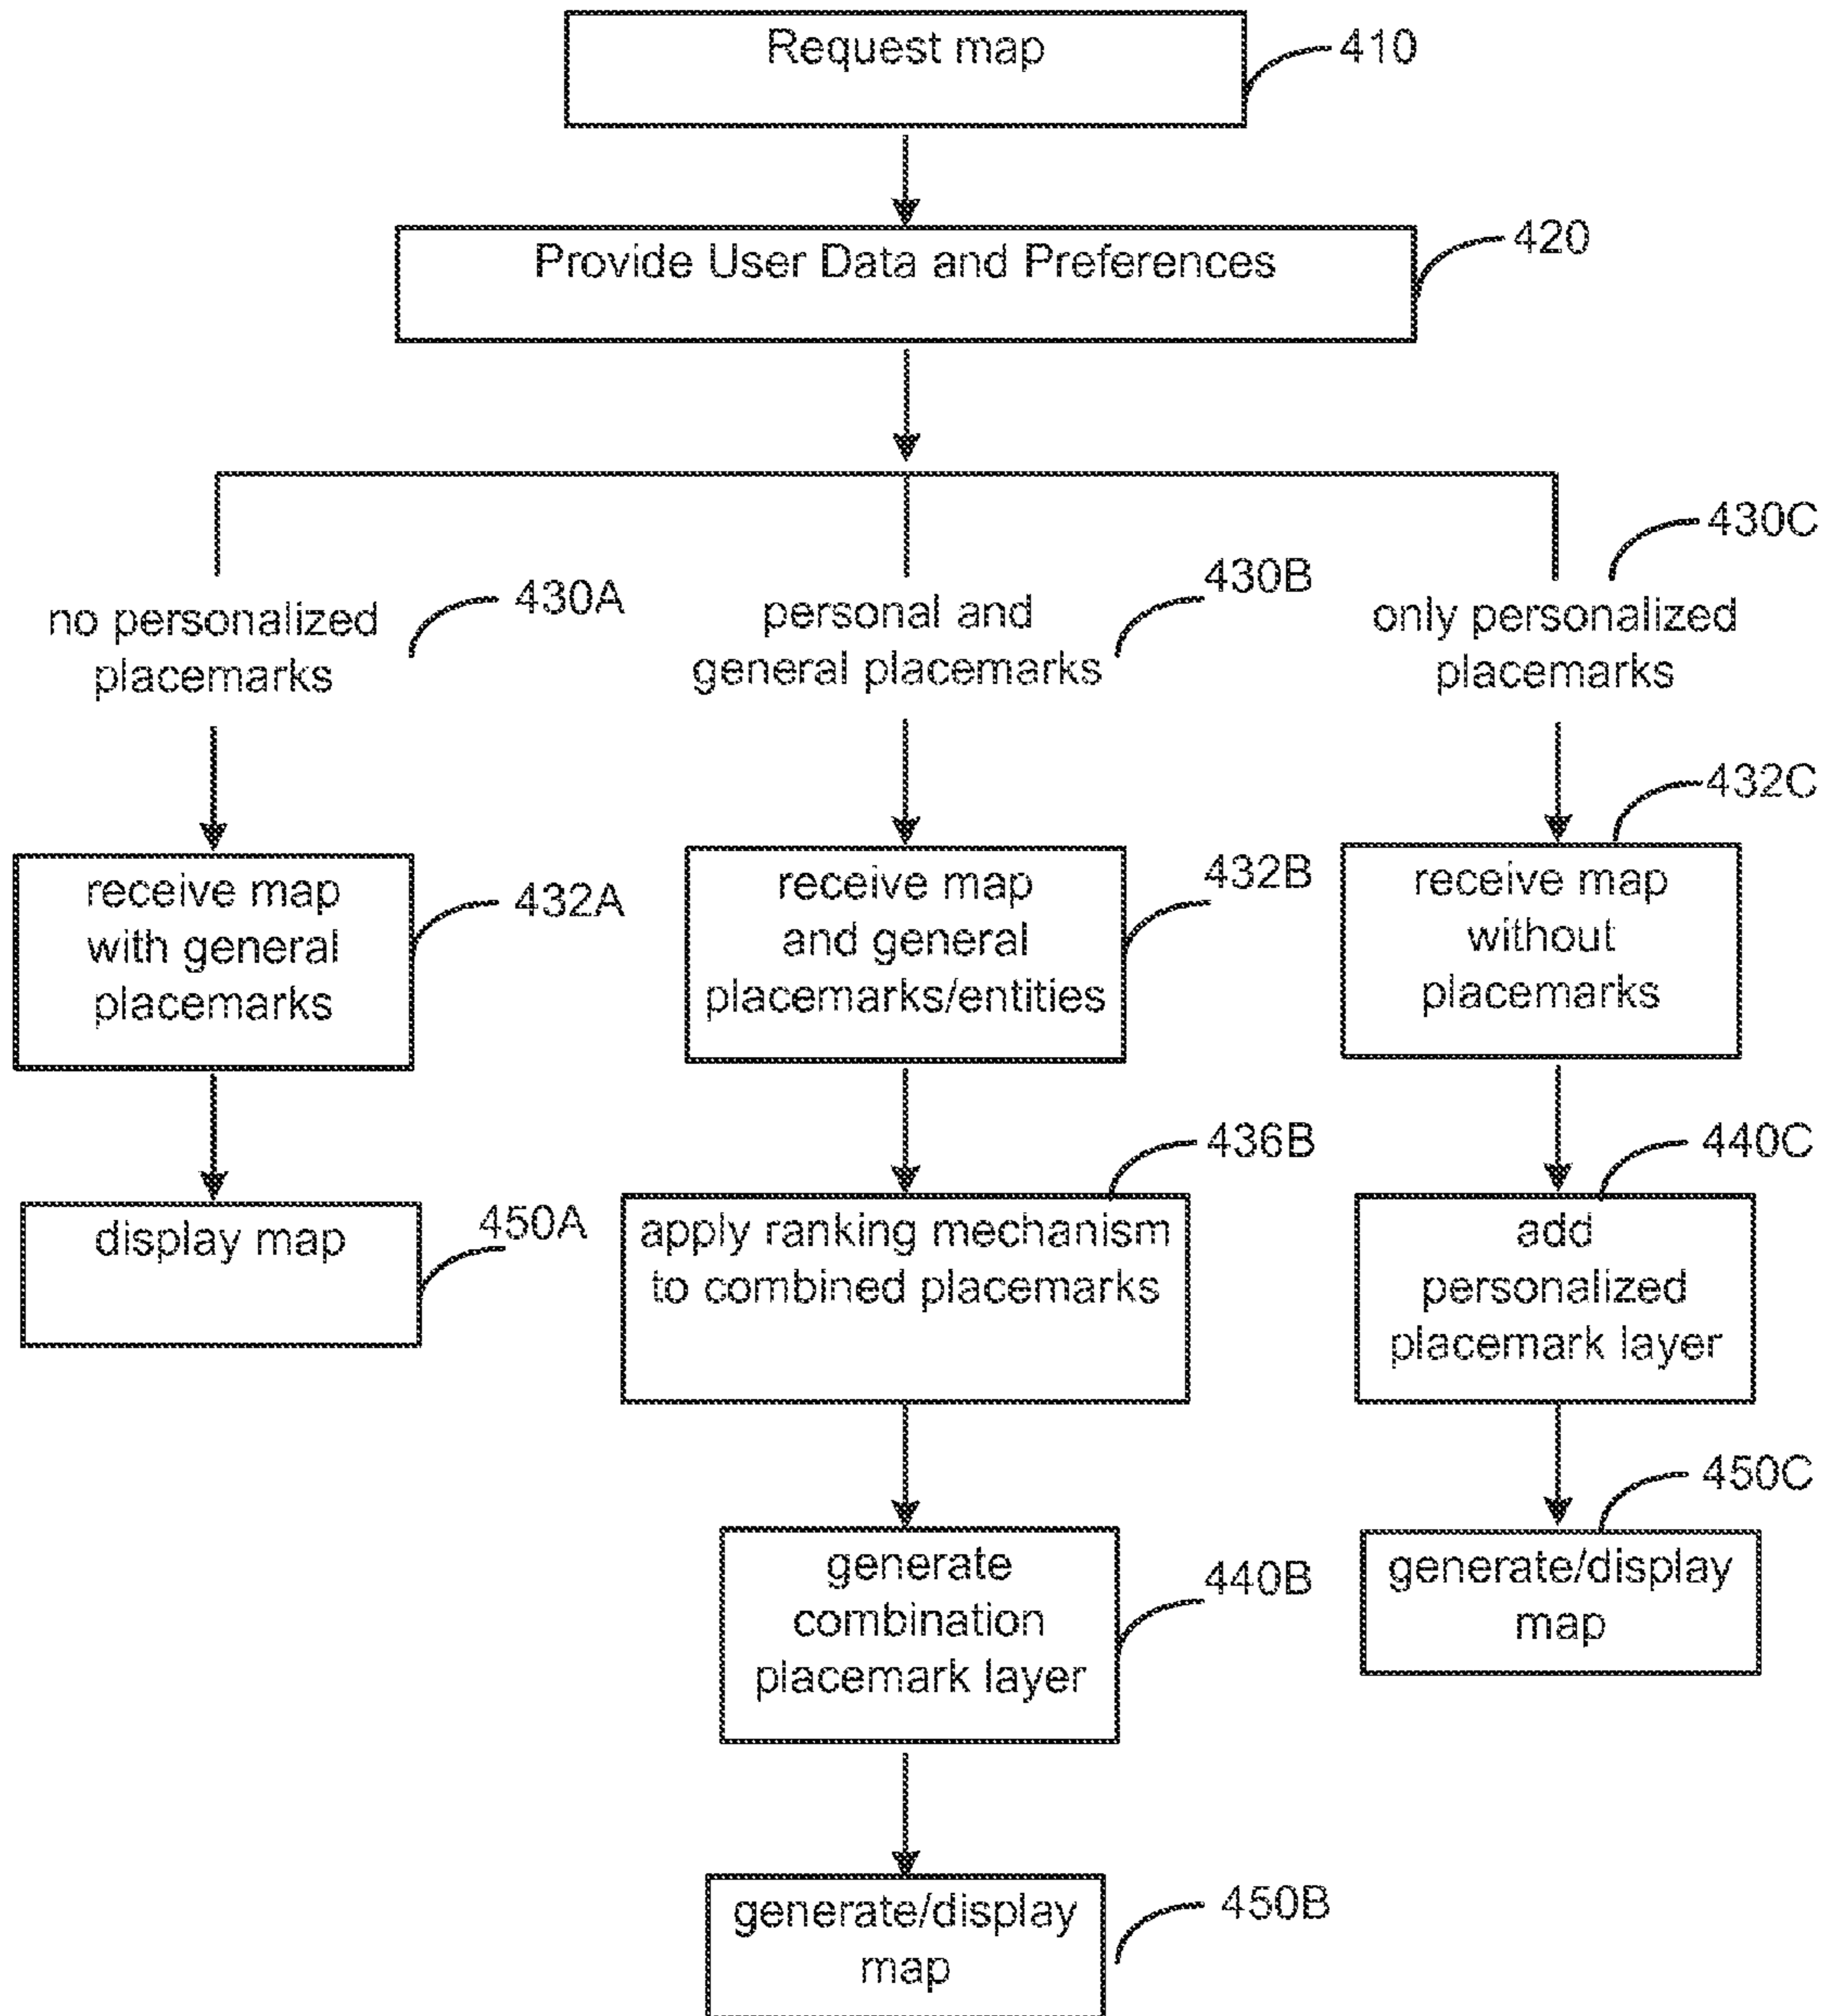 Request map
410
Provide User Data and Preferences
420
no personalized
placemarks
430A
personal and
general placemarks
430B
only personalized
placemarks
430C
receive map
with general
placemarks
432A
receive map
and general
placemarks/entities
432B
receive map
without
placemarks
432C
display map
450A
apply ranking mechanism
to combined placemarks
436B
add
personalized
placemark layer
440C
generate
combination
placemark layer
440B
generate/display
map
450C
generate/display
map
450B